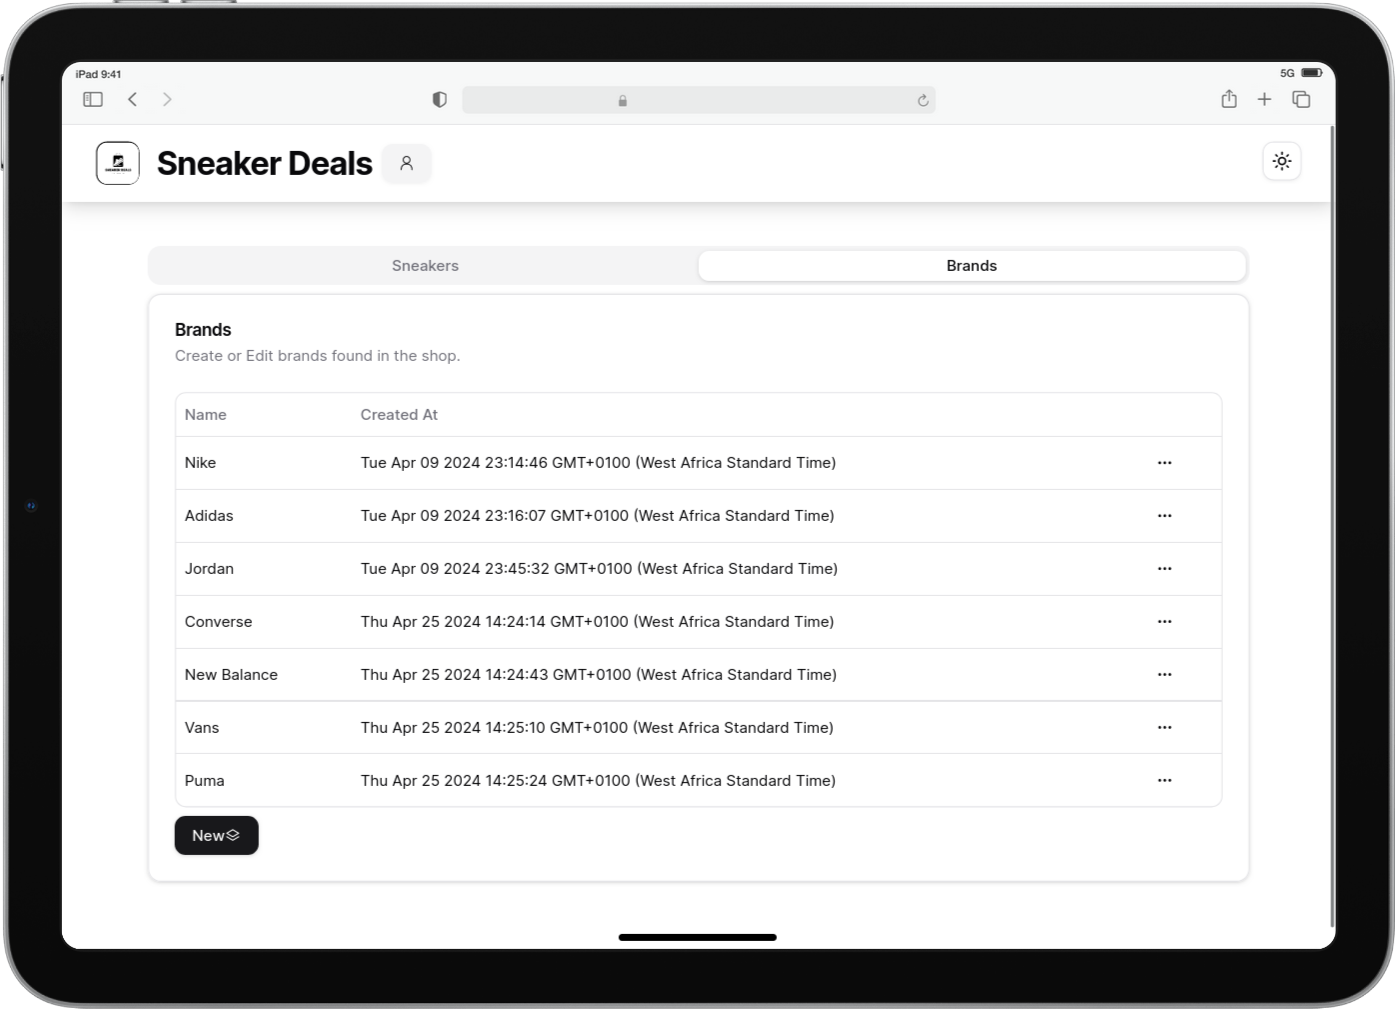 iPad 9:41
5G
Sneaker Deals
Sneakers
Brands
Brands
Create or Edit brands found in the shop.
Name Created At
Nike Tue Apr 09 2024 23:14:46 GMT+0100 (West Africa Standard Time)
Adidas Tue Apr 09 2024 23:16:07 GMT+0100 (West Africa Standard Time)
Jordan Tue Apr 09 2024 23:45:32 GMT+0100 (West Africa Standard Time)
Converse Thu Apr 25 2024 14:24:14 GMT+0100 (West Africa Standard Time)
New Balance Thu Apr 25 2024 14:24:43 GMT+0100 (West Africa Standard Time)
Vans Thu Apr 25 2024 14:25:10 GMT+0100 (West Africa Standard Time)
Puma Thu Apr 25 2024 14:25:24 GMT+0100 (West Africa Standard Time)
New